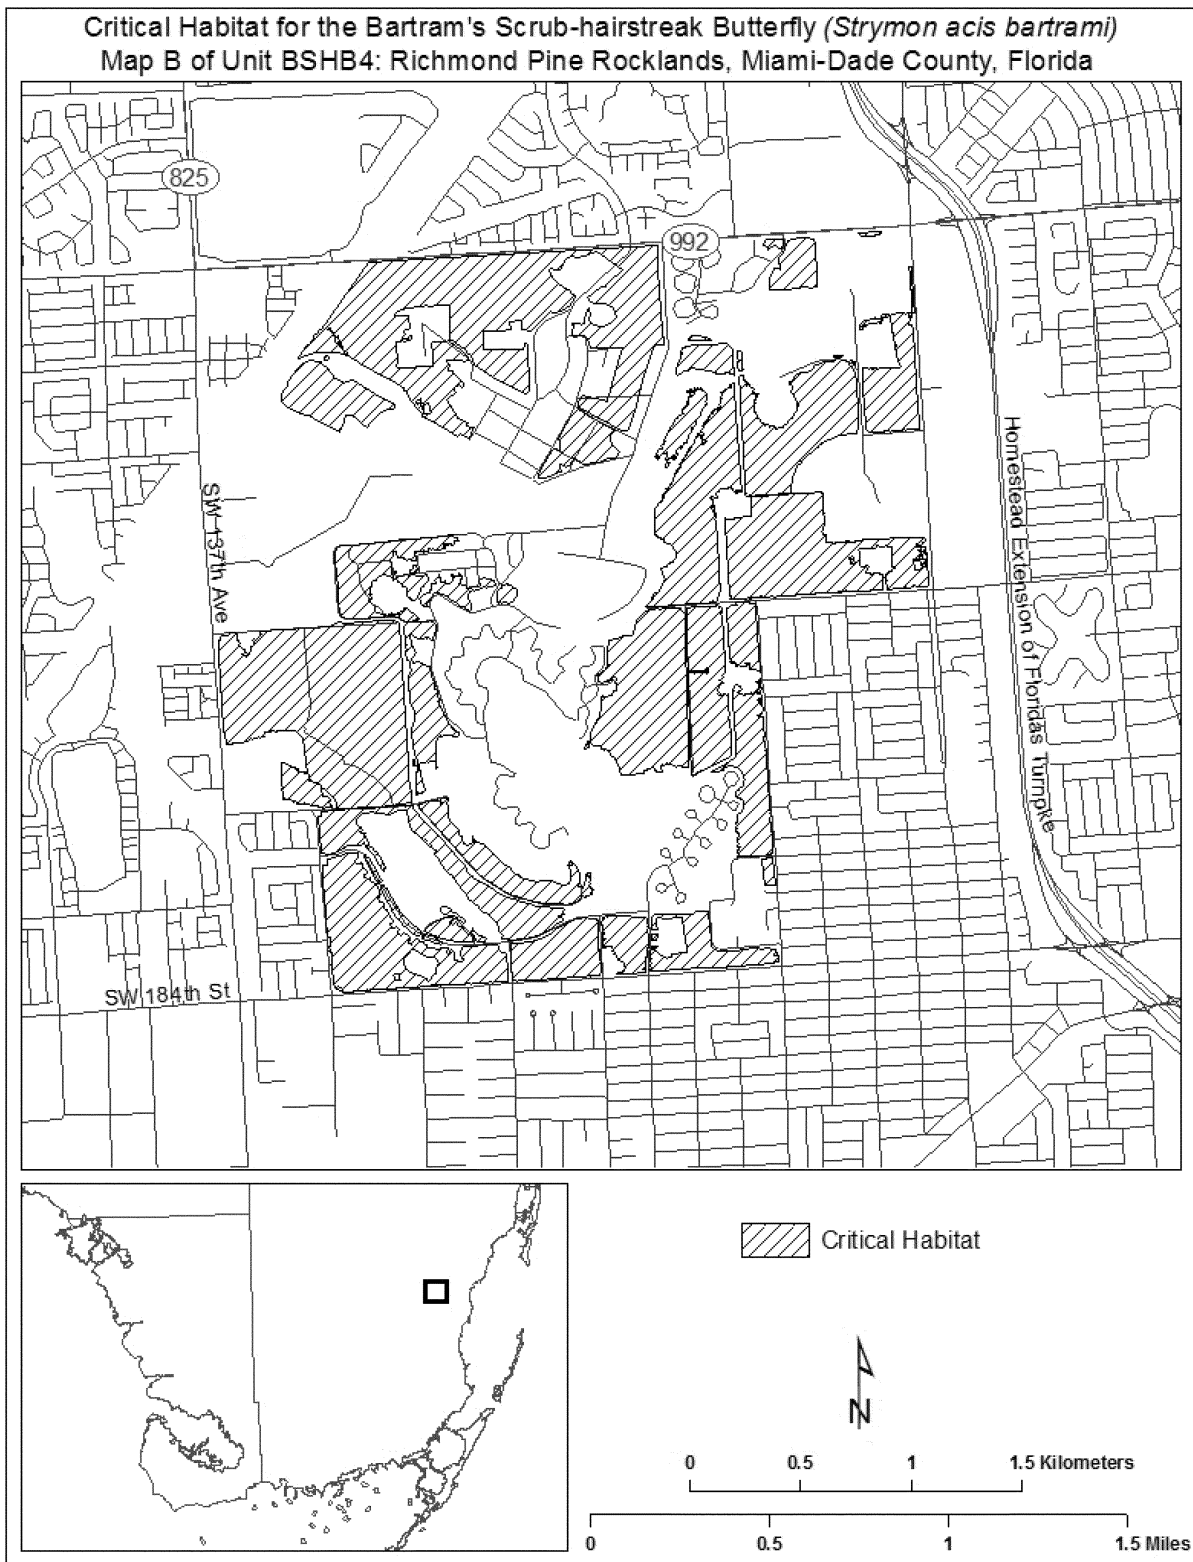 Critical Habitat for the Bartram's Scrub-hairstreak Butterfly (Strymon acis bartrami)
Map B of Unit BSHB4: Richmond Pine Rocklands, Miami-Dade County, Florida
825
992
SW 137th Ave
Homestead Extension of Floridas Turnpke
SW 184th St
Critical Habitat
N
0 0.5 1 1.5 Kilometers
0 0.5 1 1.5 Miles